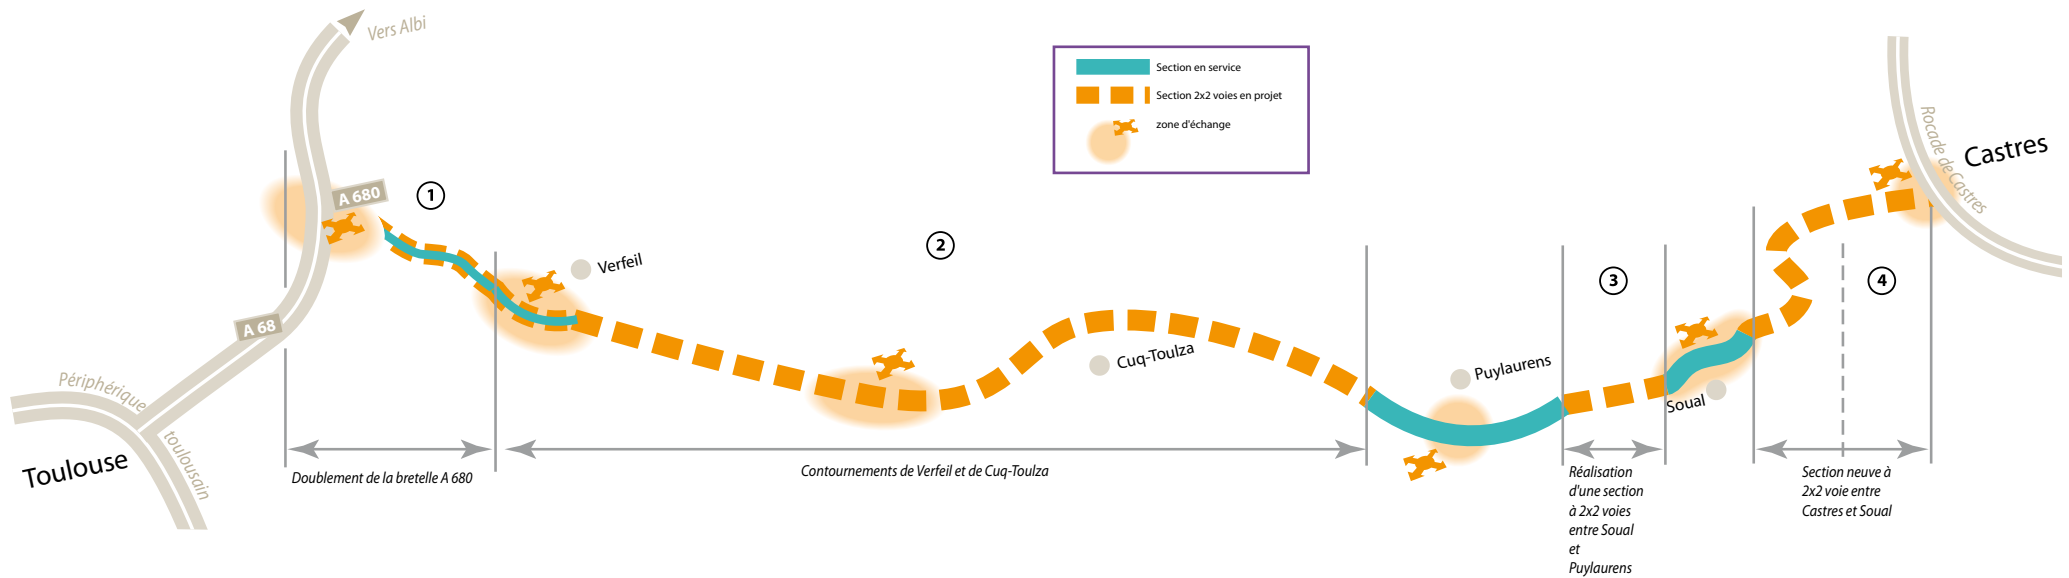 Vers Albi
Section en service
Section 2x2 voies en projet
zone d'échange
Rocade de Castres
Castres
A 680
1
2
3
4
Verfeil
A 68
Cuq-Toulza
Puylaurens
Soual
Périphérique
toulousain
Toulouse
Doublement de la bretelle A 680
Contournements de Verfeil et de Cuq-Toulza
Réalisation
d'une section
à 2x2 voies
entre Soual
et
Puylaurens
Section neuve à
2x2 voie entre
Castres et Soual